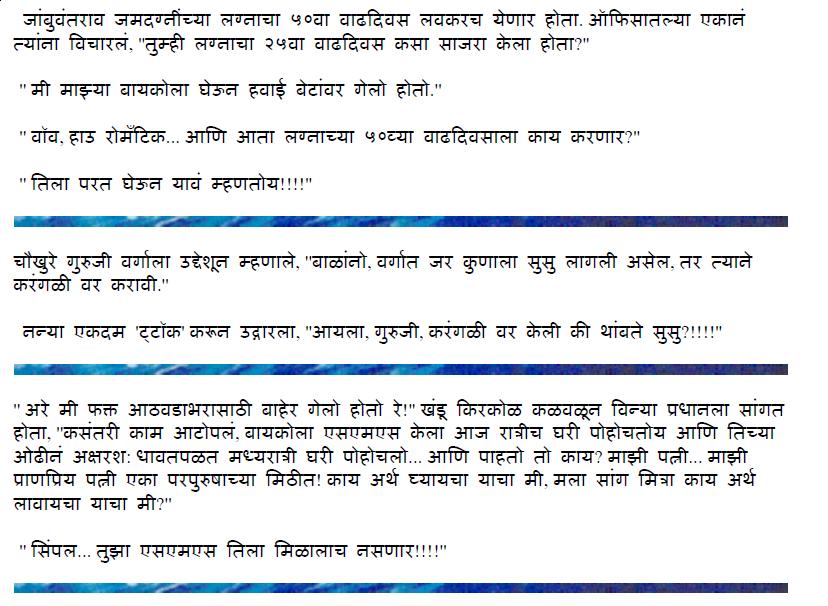 जांबुवंतराव जमदग्नींच्या लग्नाचा ५०वा वाढदिवस लवकरच येणार होता. ऑफिसातल्या एकानं
त्यांना विचारलं, "तुम्ही लग्नाचा २५वा वाढदिवस कसा साजरा केला होता?"
" मी माझ्या बायकोला घेऊन हवाई बेटांवर गेलो होतो."
" वॉव, हाउ रोमँटिक... आणि आता लग्नाच्या ५०व्या वाढदिवसाला काय करणार?"
" तिला परत घेऊन यावं म्हणतोय!!!!"
चौखुरे गुरुजी वर्गाला उद्देशून म्हणाले, "बाळांनो, वर्गात जर कुणाला सुसु लागली असेल, तर त्याने
करंगळी वर करावी."
नन्या एकदम 'ट्टॉक' करून उद्गारला, "आयला, गुरुजी, करंगळी वर केली की थांबते सुसु?!!!!"
" अरे मी फक्त आठवडाभरासाठी बाहेर गेलो होतो रे!" खंडू किरकोळ कळवळून विन्या प्रधानला सांगत
होता, "कसंतरी काम आटोपलं, बायकोला एसएमएस केला आज रात्रीच घरी पोहोचतोय आणि तिच्या
ओढीनं अक्षरश: धावतपळत मध्यरात्री घरी पोहोचलो... आणि पाहतो तो काय? माझी पत्नी... माझी
प्राणप्रिय पत्नी एका परपुरुषाच्या मिठीत! काय अर्थ घ्यायचा याचा मी, मला सांग मित्रा काय अर्थ
लावायचा याचा मी?"
" सिंपल... तुझा एसएमएस तिला मिळालाच नसणार!!!!"